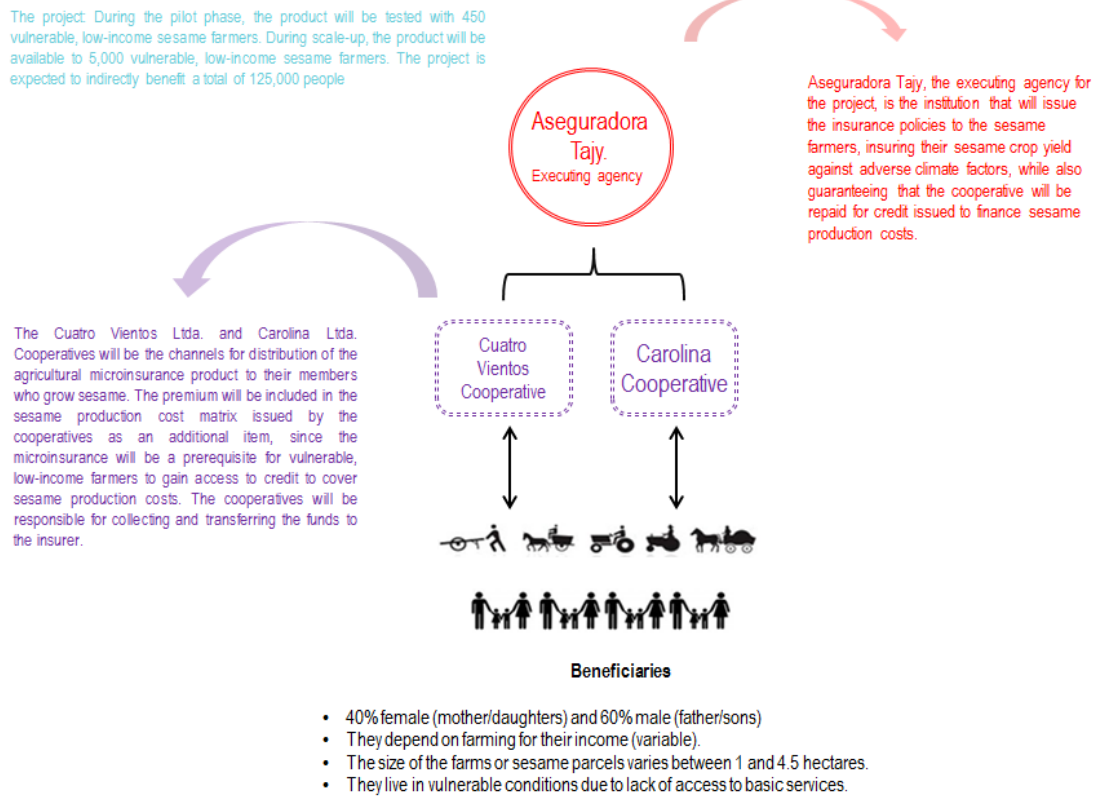 The project: During the pilot phase, the product will be tested with 450
vulnerable, low-income sesame farmers. During scale-up, the product will be
available to 5,000 vulnerable, low-income sesame farmers. The project is
expected to indirectly benefit a total of 125,000 people
Aseguradora
Tajy.
Executing agency
Aseguradora Tajy, the executing agency for
the project, is the institution that will issue
the insurance policies to the sesame
farmers, insuring their sesame crop yield
against adverse climate factors, while also
guaranteeing that the cooperative will be
repaid for credit issued to finance sesame
production costs.
The Cuatro Vientos Ltda. and Carolina Ltda.
Cooperatives will be the channels for distribution of the
agricultural microinsurance product to their members
who grow sesame. The premium will be included in the
sesame production cost matrix issued by the
cooperatives as an additional item, since the
microinsurance will be a prerequisite for vulnerable,
low-income farmers to gain access to credit to cover
sesame production costs. The cooperatives will be
responsible for collecting and transferring the funds to
the insurer.
Cuatro
Vientos
Cooperative
Carolina
Cooperative
Beneficiaries
• 40% female (mother/daughters) and 60% male (father/sons)
• They depend on farming for their income (variable).
• The size of the farms or sesame parcels varies between 1 and 4.5 hectares.
• They live in vulnerable conditions due to lack of access to basic services.